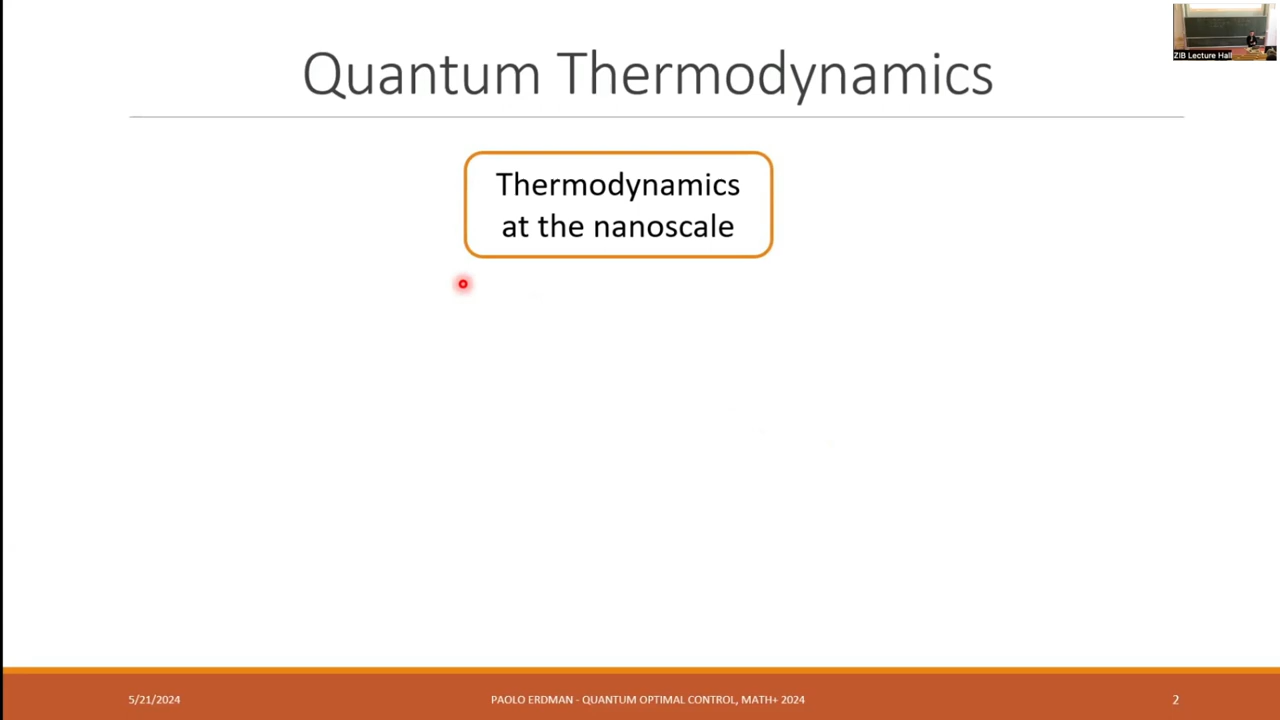 Quantum Thermodynamics
ZIB Lecture Hall
Thermodynamics
at the nanoscale
5/21/2024
PAOLO ERDMAN - QUANTUM OPTIMAL CONTROL, MATH+ 2024
2